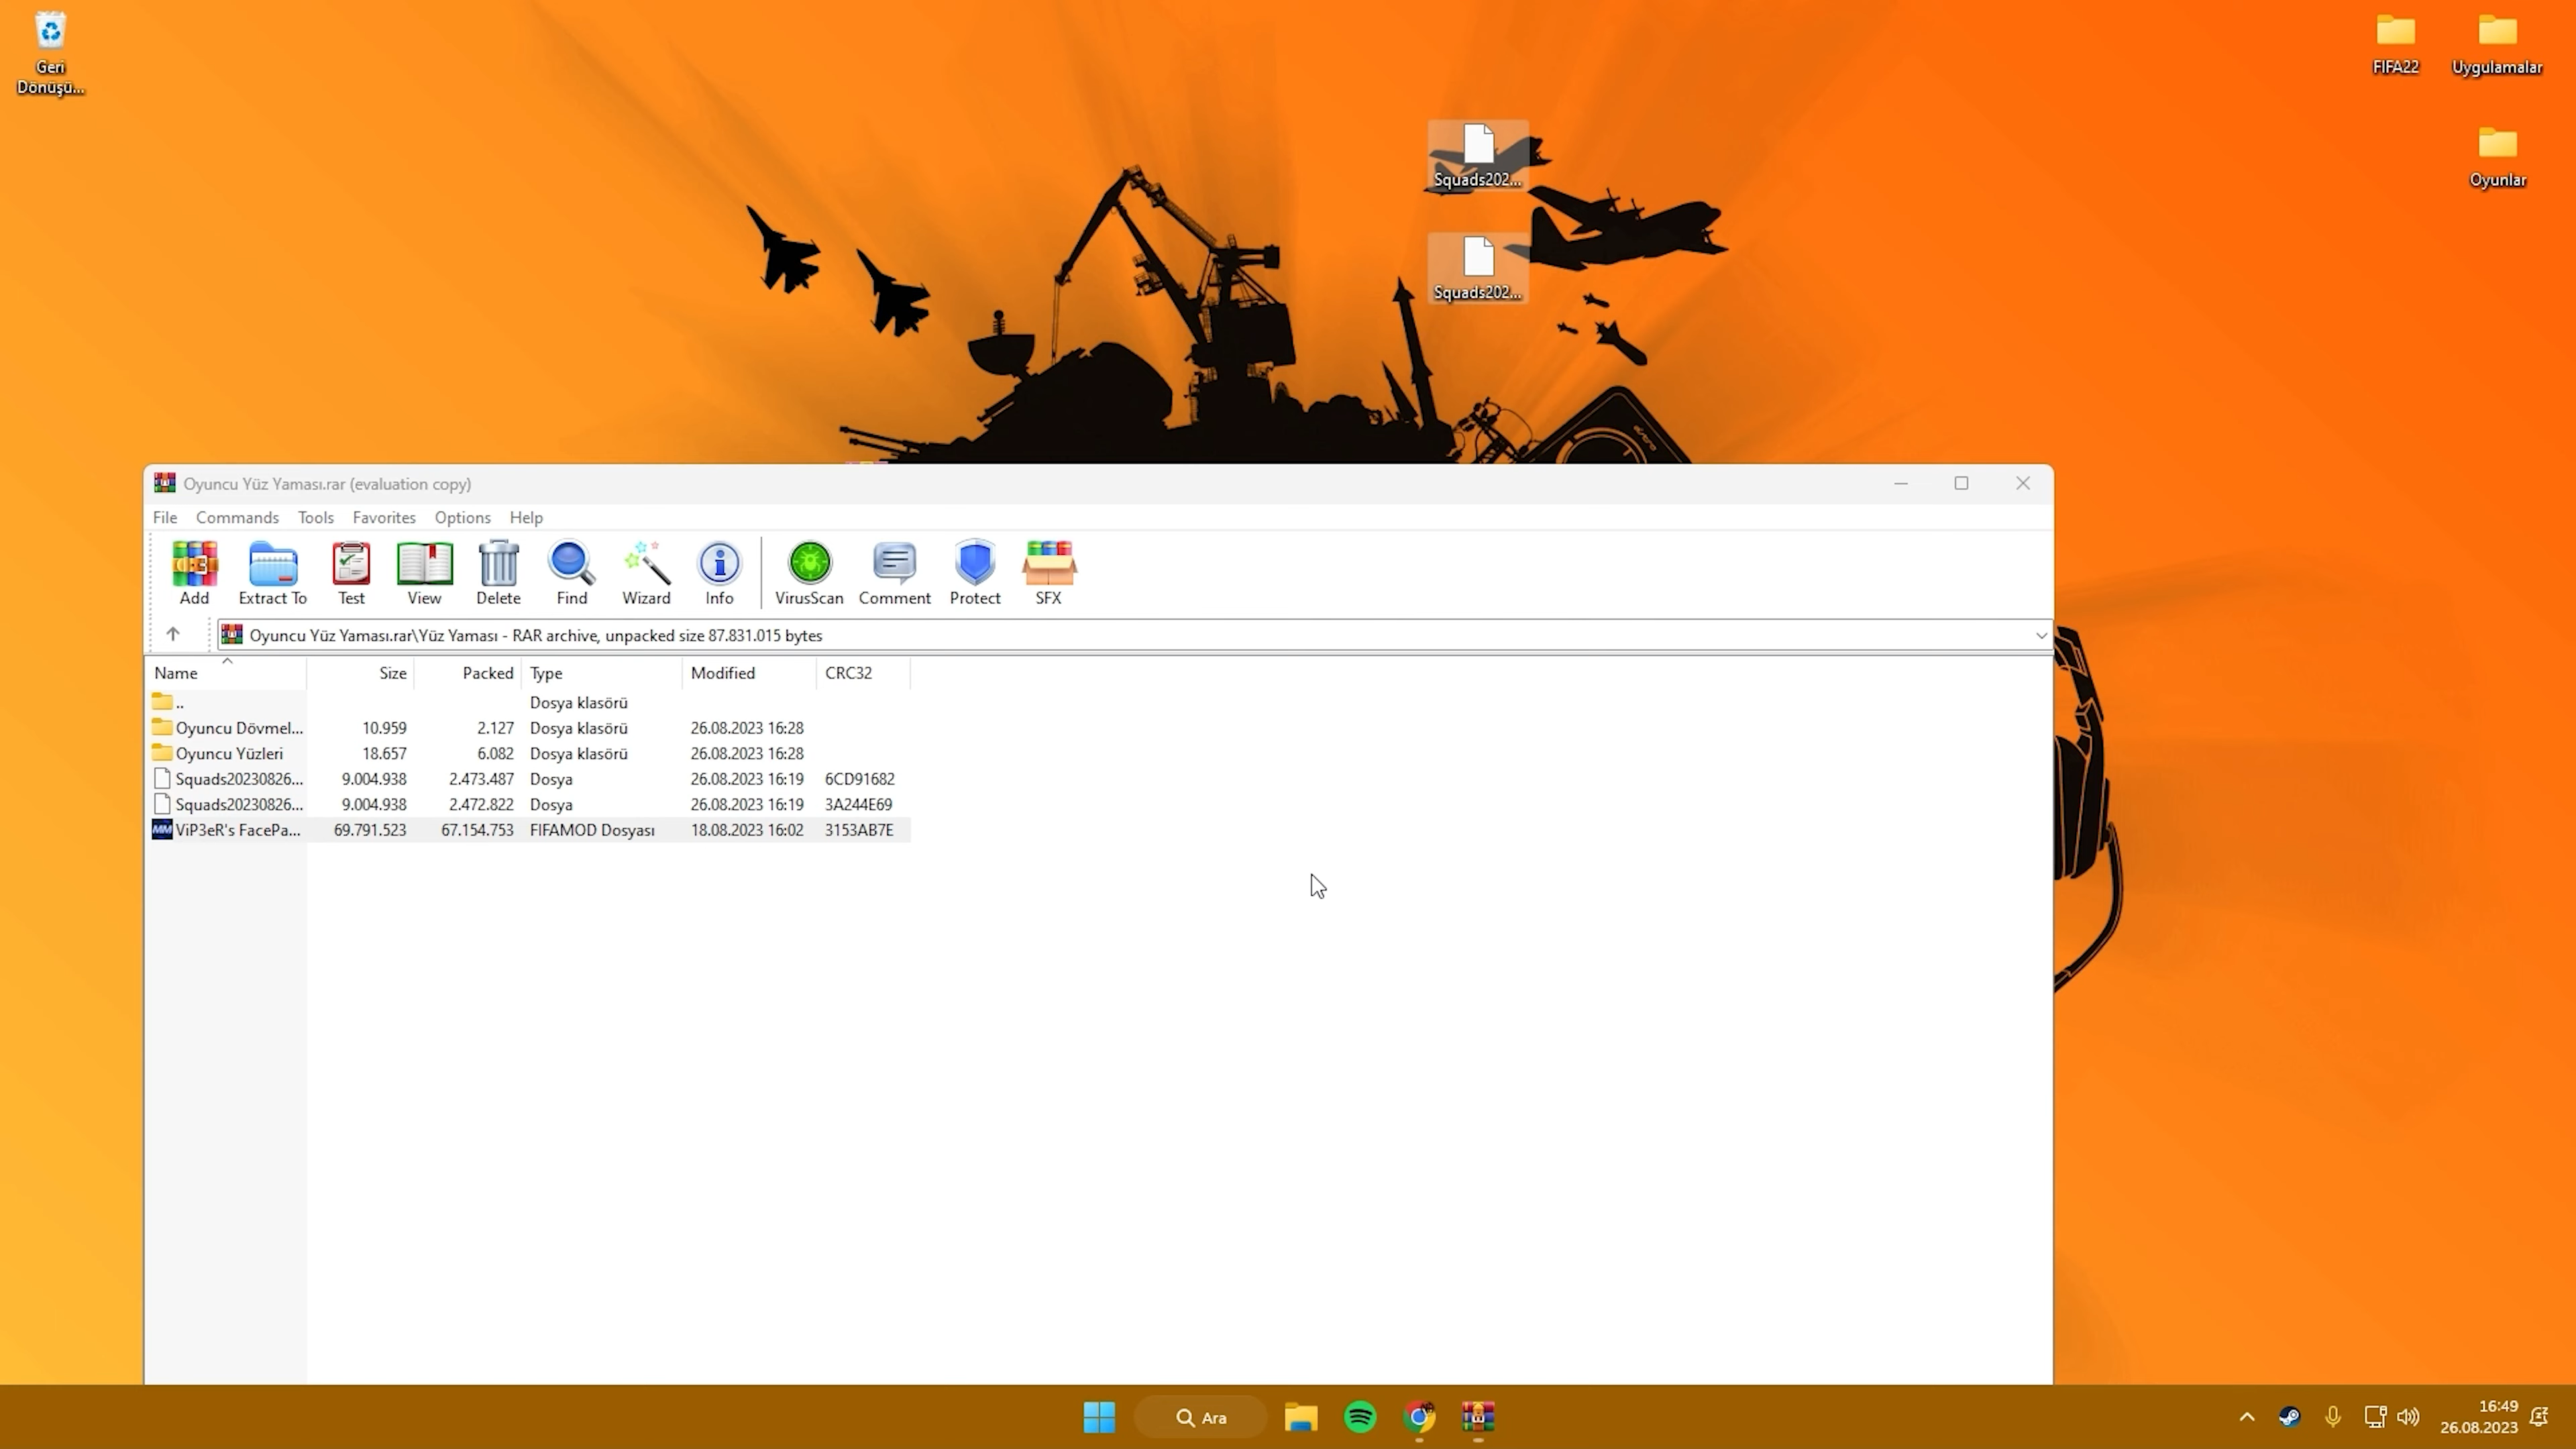 Geri
Dönüşü...
FIFA22
Uygulamalar
Oyunlar
Squads202...
Squads202...
Oyuncu Yüz Yaması.rar (evaluation copy)
File Commands Tools Favorites Options Help
Add Extract To Test View Delete Find Wizard Info VirusScan Comment Protect SFX
Oyuncu Yüz Yaması.rar\Yüz Yaması - RAR archive, unpacked size 87.831.015 bytes
Name Size Packed Type Modified CRC32
.. Dosya klasörü
Oyuncu Dövmel... 10.959 2.127 Dosya klasörü 26.08.2023 16:28
Oyuncu Yüzleri 18.657 6.082 Dosya klasörü 26.08.2023 16:28
Squads20230826... 9.004.938 2.473.487 Dosya 26.08.2023 16:19 6CD91682
Squads20230826... 9.004.938 2.472.822 Dosya 26.08.2023 16:19 3A244E69
ViP3eR's FacePa... 69.791.523 67.154.753 FIFAMOD Dosyası 18.08.2023 16:02 3153AB7E
Ara
16:49
26.08.2023